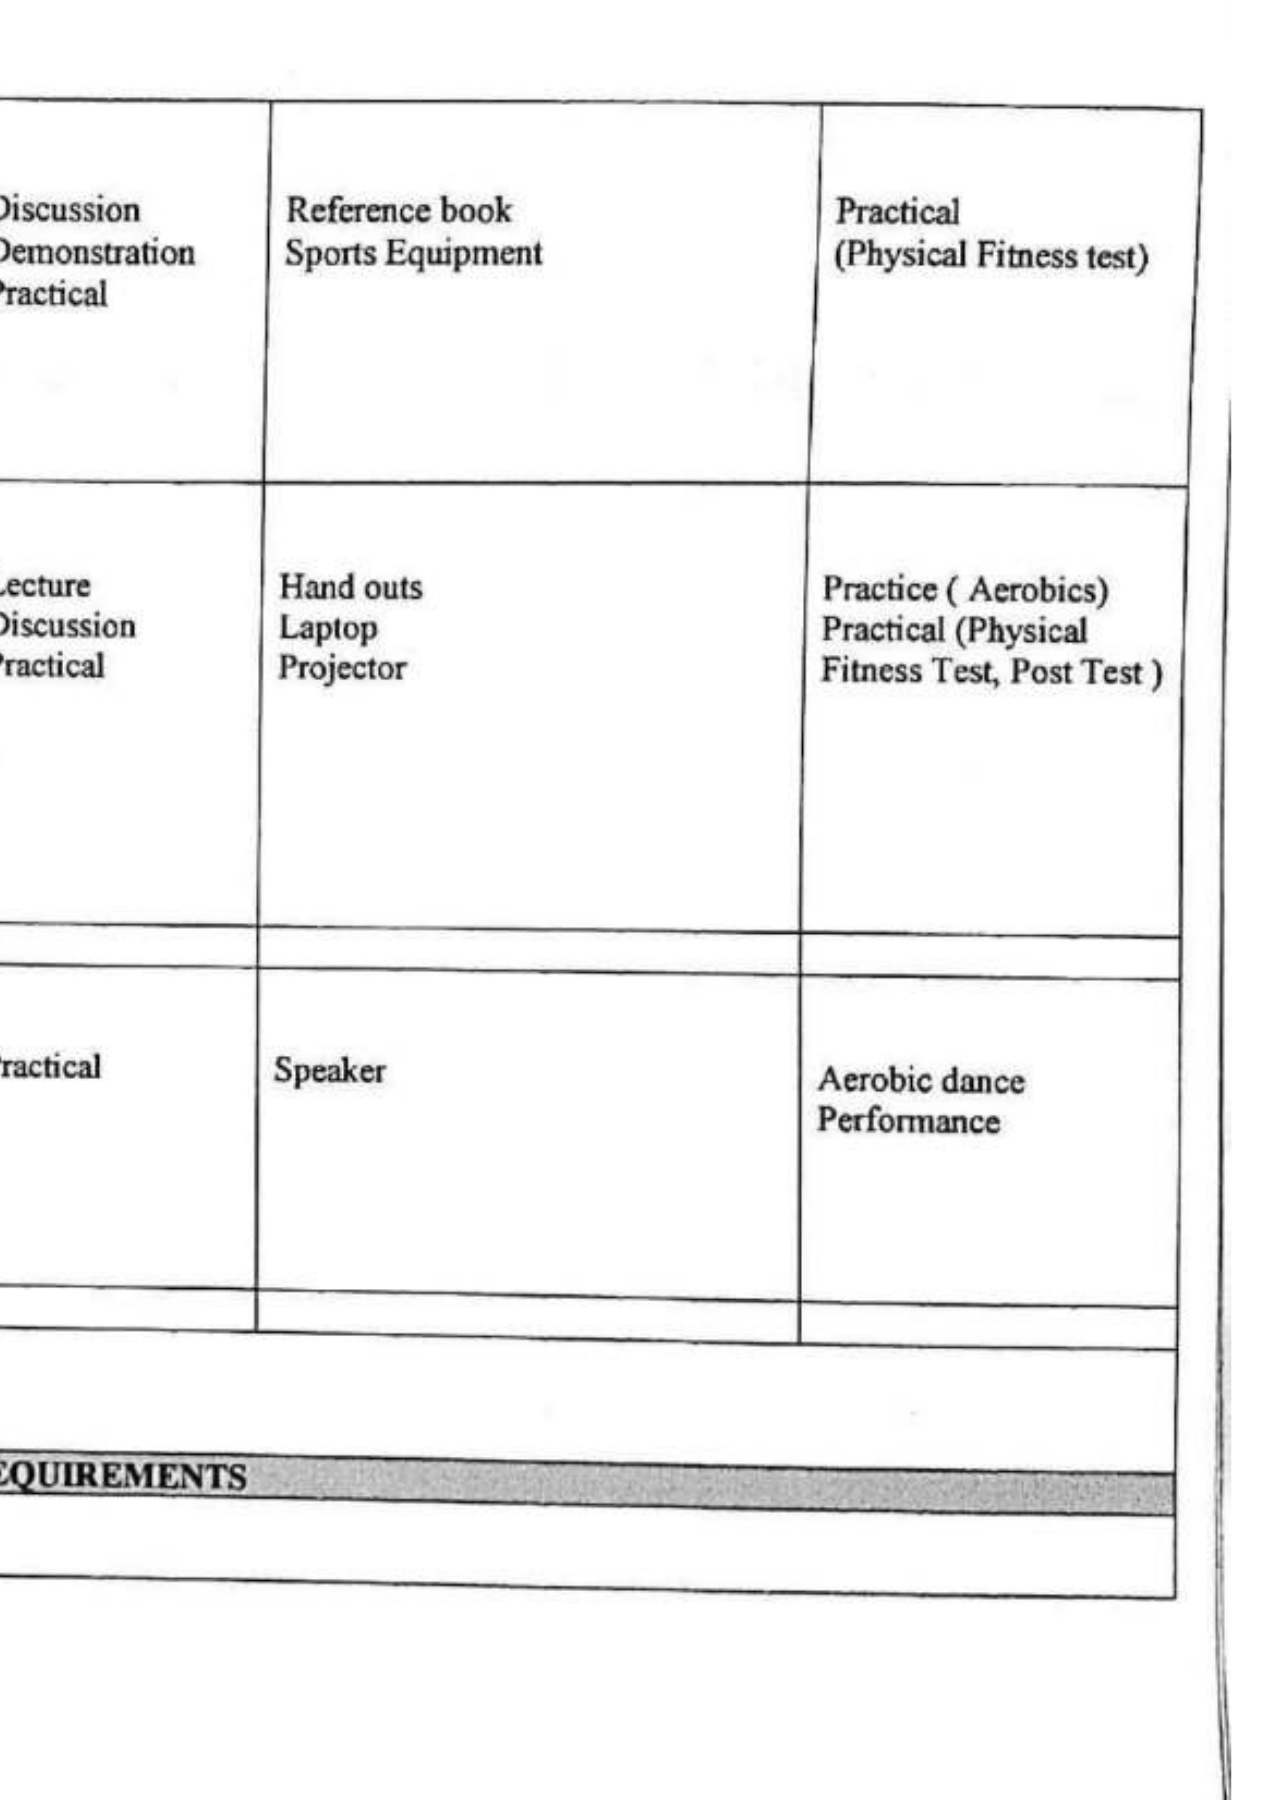 Discussion
Demonstration
Practical
Reference book
Sports Equipment
Practical
(Physical Fitness test)
Lecture
Discussion
Practical
Hand outs
Laptop
Projector
Practice ( Aerobics)
Practical (Physical
Fitness Test, Post Test )
Practical
Speaker
Aerobic dance
Performance
EQUIREMENTS